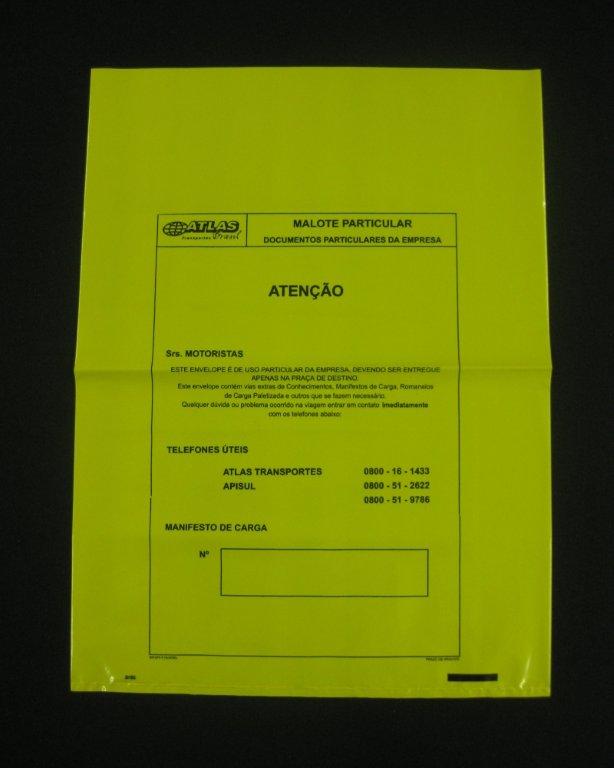 ATLAS
Transportes Brasil
MALOTE PARTICULAR
DOCUMENTOS PARTICULARES DA EMPRESA
ATENÇÃO
Srs. MOTORISTAS
ESTE ENVELOPE É DE USO PARTICULAR DA EMPRESA, DEVENDO SER ENTREGUE
APENAS NA PRAÇA DE DESTINO.
Este envelope contém vias extras de Conhecimentos, Manifestos de Carga, Romaneios
de Carga Paletizada e outros que se fazem necessário.
Qualquer dúvida ou problema ocorrido na viagem entrar em contato imediatamente
com os telefones abaixo:
TELEFONES ÚTEIS
ATLAS TRANSPORTES 0800 - 16 - 1433
APISUL 0800 - 51 - 2622
0800 - 51 - 9786
MANIFESTO DE CARGA
Nº